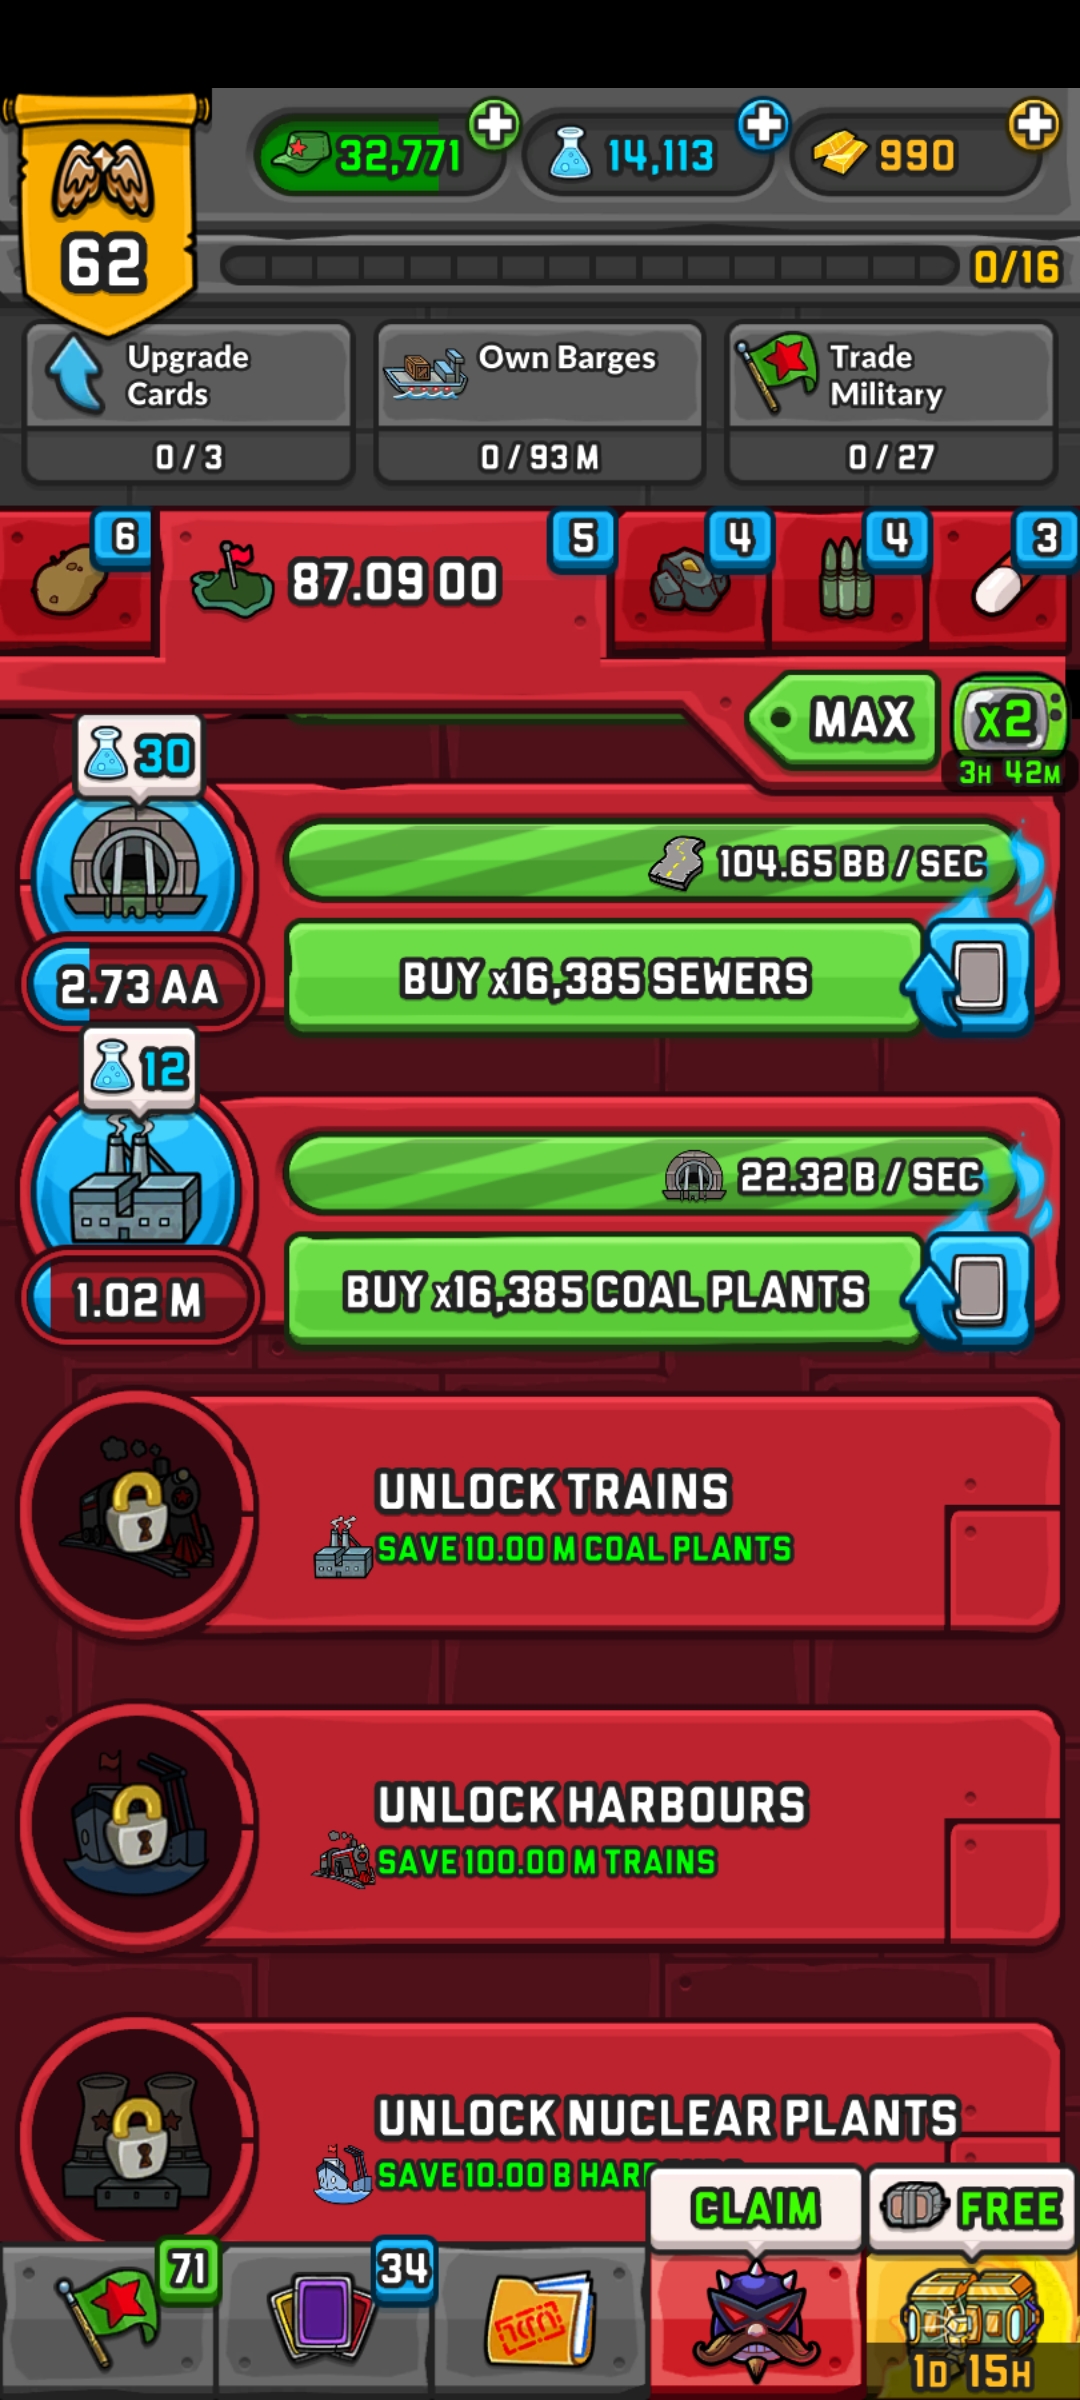 32,771
14,113
990
62
0/16
Upgrade Cards
Own Barges
Trade Military
0 / 3
0 / 93 M
0 / 27
6
87.09 OO
5
4
4
3
MAX
x2
3H 42M
30
104.65 BB / SEC
2.73 AA
BUY x16,385 SEWERS
12
22.32 B / SEC
1.02 M
BUY x16,385 COAL PLANTS
UNLOCK TRAINS
SAVE 10.00 M COAL PLANTS
UNLOCK HARBOURS
SAVE 100.00 M TRAINS
UNLOCK NUCLEAR PLANTS
SAVE 10.00 B
CLAIM
FREE
71
34
1D 15H